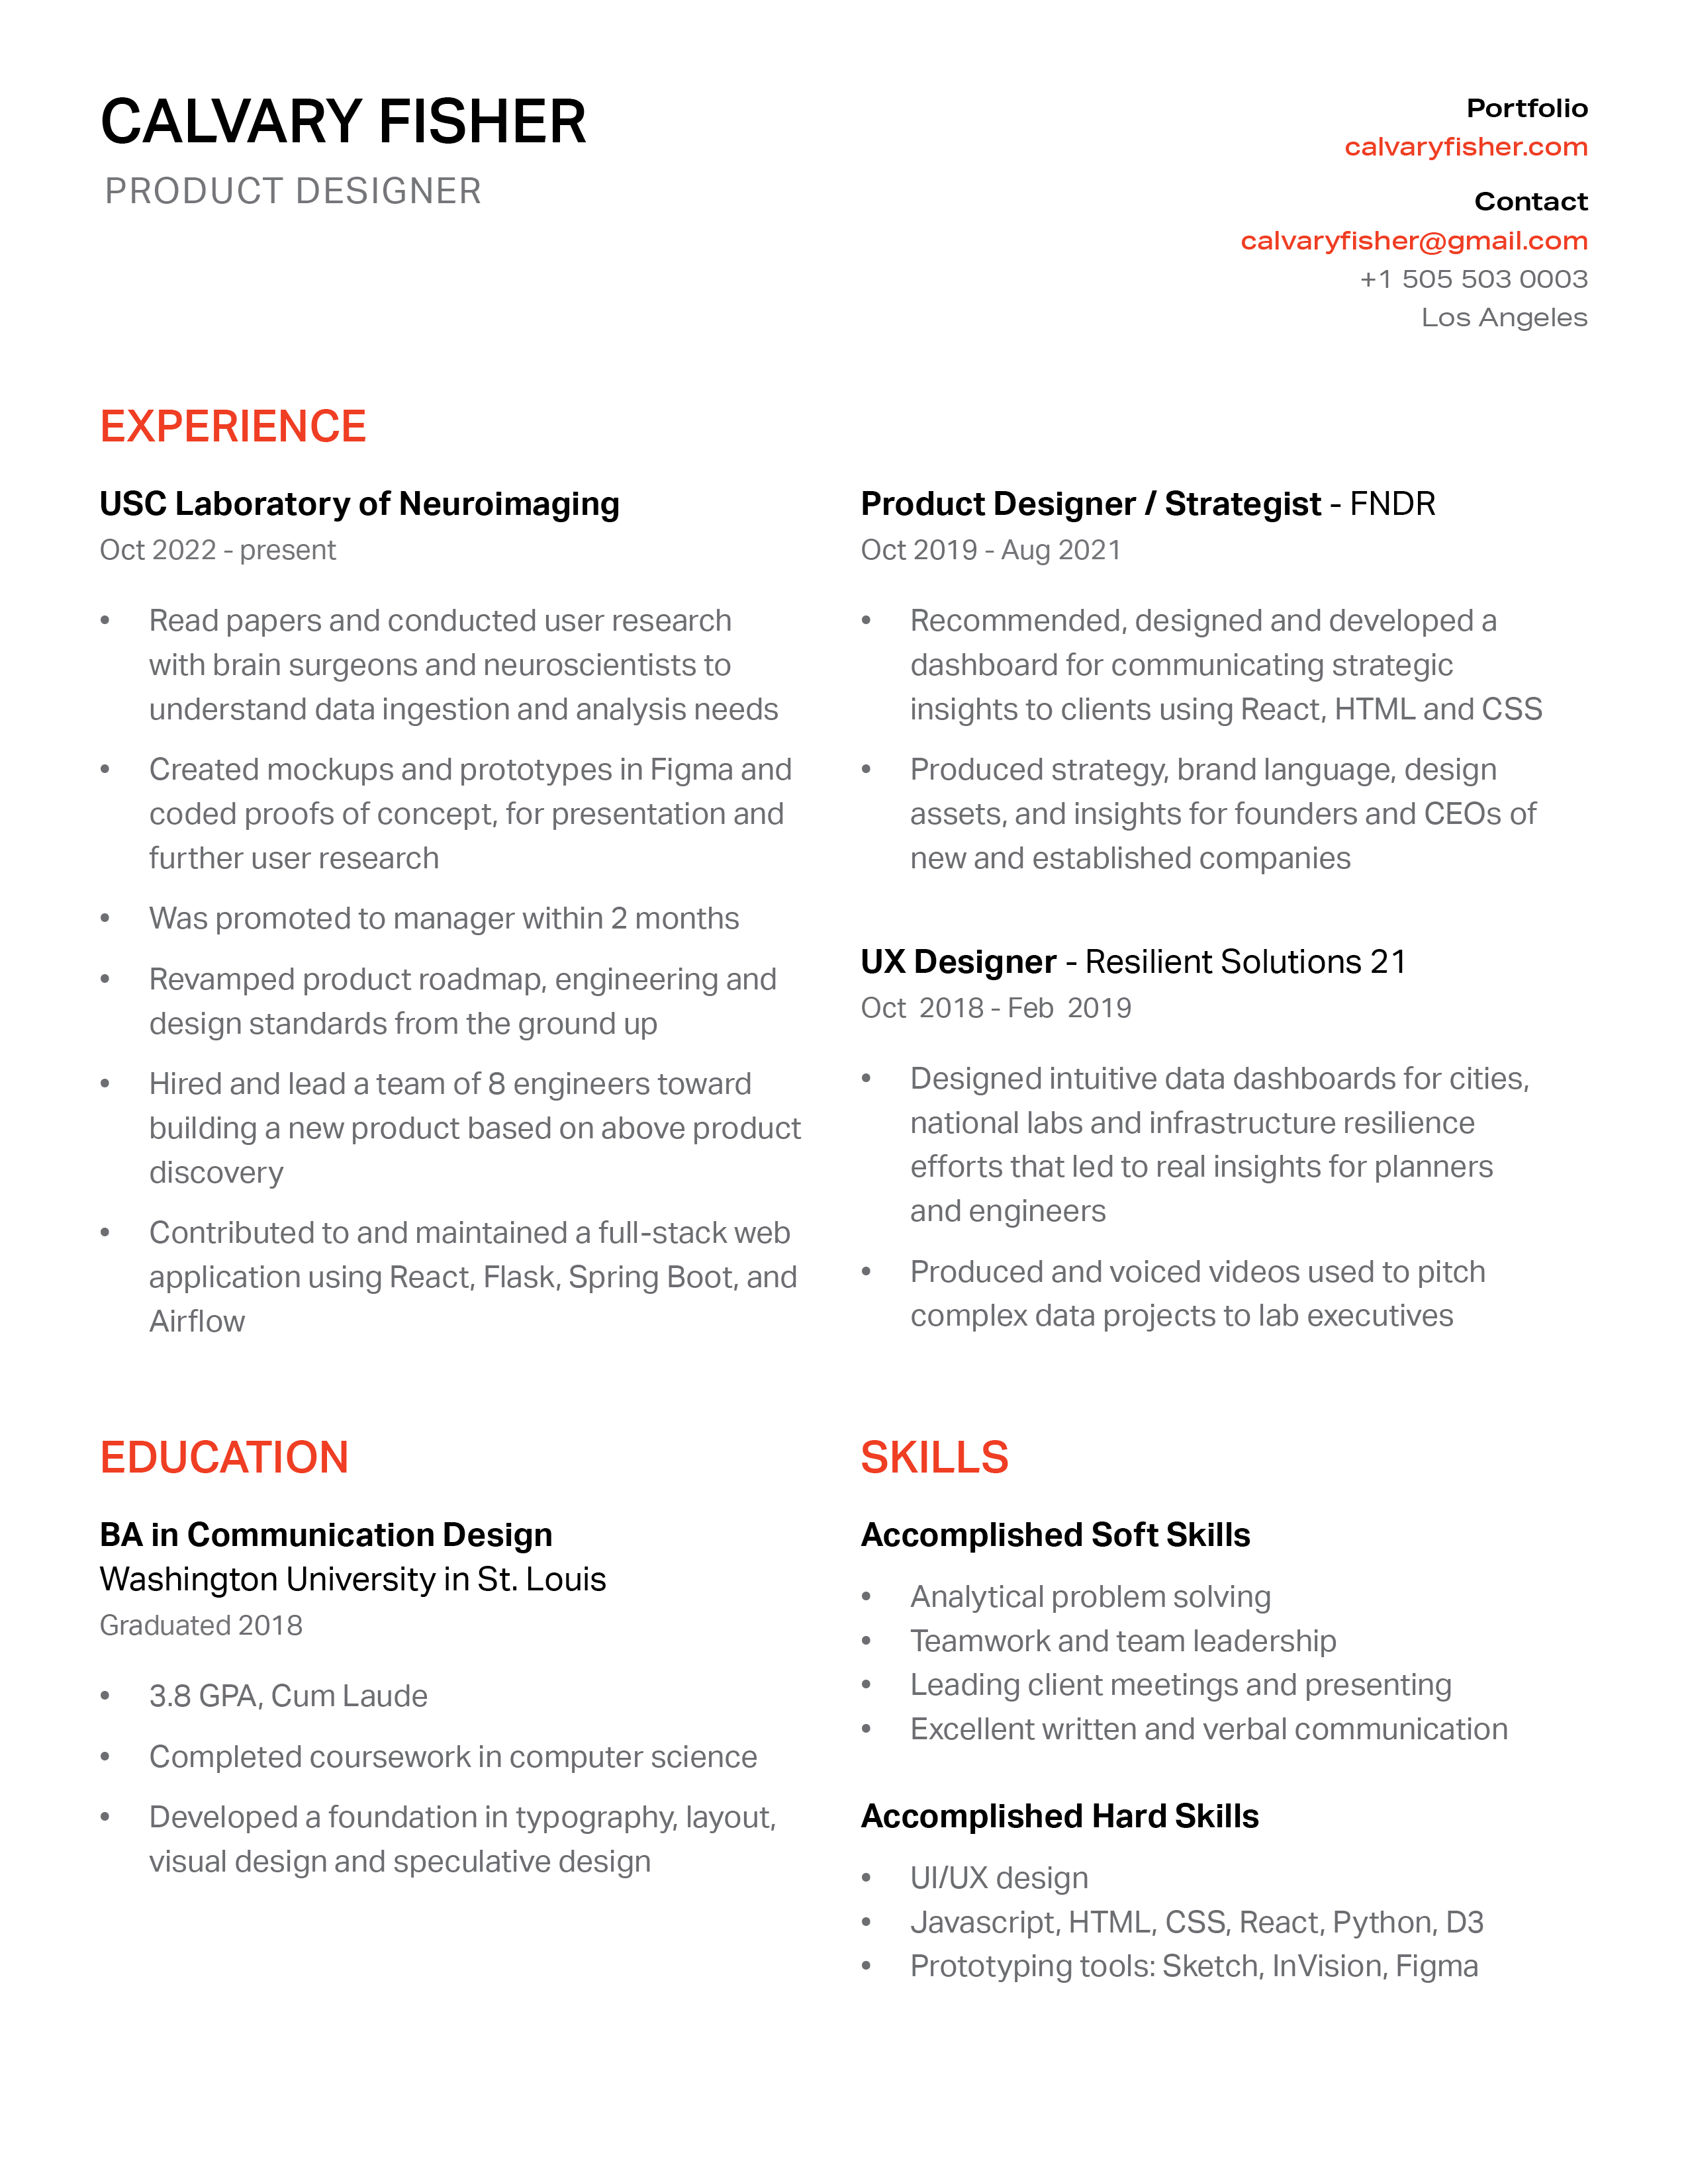 CALVARY FISHER
PRODUCT DESIGNER
Portfolio
calvaryfisher.com
Contact
calvaryfisher@gmail.com
+1 505 503 0003
Los Angeles
EXPERIENCE
USC Laboratory of Neuroimaging
Oct 2022 - present
• Read papers and conducted user research
with brain surgeons and neuroscientists to
understand data ingestion and analysis needs
• Created mockups and prototypes in Figma and
coded proofs of concept, for presentation and
further user research
• Was promoted to manager within 2 months
• Revamped product roadmap, engineering and
design standards from the ground up
• Hired and lead a team of 8 engineers toward
building a new product based on above product
discovery
• Contributed to and maintained a full-stack web
application using React, Flask, Spring Boot, and
Airflow
Product Designer / Strategist - FNDR
Oct 2019 - Aug 2021
• Recommended, designed and developed a
dashboard for communicating strategic
insights to clients using React, HTML and CSS
• Produced strategy, brand language, design
assets, and insights for founders and CEOs of
new and established companies
UX Designer - Resilient Solutions 21
Oct  2018 - Feb  2019
• Designed intuitive data dashboards for cities,
national labs and infrastructure resilience
efforts that led to real insights for planners
and engineers
• Produced and voiced videos used to pitch
complex data projects to lab executives
EDUCATION
BA in Communication Design
Washington University in St. Louis
Graduated 2018
• 3.8 GPA, Cum Laude
• Completed coursework in computer science
• Developed a foundation in typography, layout,
visual design and speculative design
SKILLS
Accomplished Soft Skills
• Analytical problem solving
• Teamwork and team leadership
• Leading client meetings and presenting
• Excellent written and verbal communication
Accomplished Hard Skills
• UI/UX design
• Javascript, HTML, CSS, React, Python, D3
• Prototyping tools: Sketch, InVision, Figma